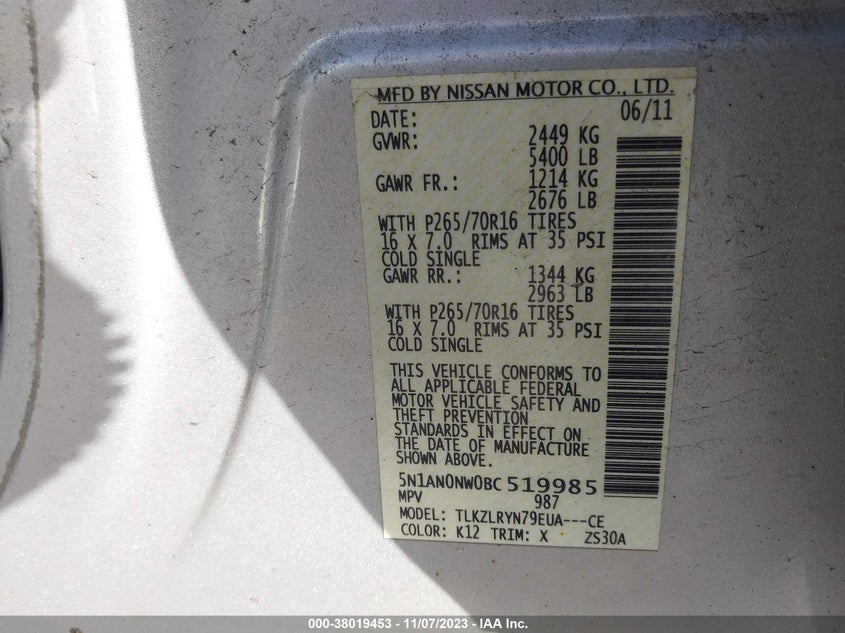 MFD BY NISSAN MOTOR CO., LTD.
DATE: 06/11
GVWR: 2449 KG
5400 LB
GAWR FR.: 1214 KG
2676 LB
WITH P265/70R16 TIRES
16 X 7.0 RIMS AT 35 PSI
COLD SINGLE
GAWR RR.: 1344 KG
2963 LB
WITH P265/70R16 TIRES
16 X 7.0 RIMS AT 35 PSI
COLD SINGLE
THIS VEHICLE CONFORMS TO
ALL APPLICABLE FEDERAL
MOTOR VEHICLE SAFETY AND
THEFT PREVENTION
STANDARDS IN EFFECT ON
THE DATE OF MANUFACTURE
SHOWN ABOVE.
5N1AN0NW0BC519985
MPV 987
MODEL: TLKZLRYN79EUA---CE
COLOR: K12 TRIM: X ZS30A
000-38019453 - 11/07/2023 - IAA Inc.